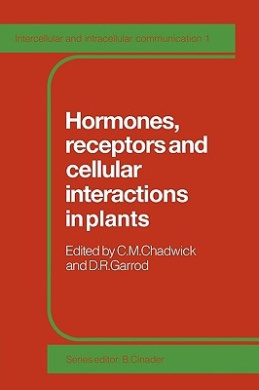 Intercellular and intracellular communication 1
Hormones,
receptors and
cellular
interactions
in plants
Edited by C.M.Chadwick
and D.R.Garrod
Series editor: B.Cinader